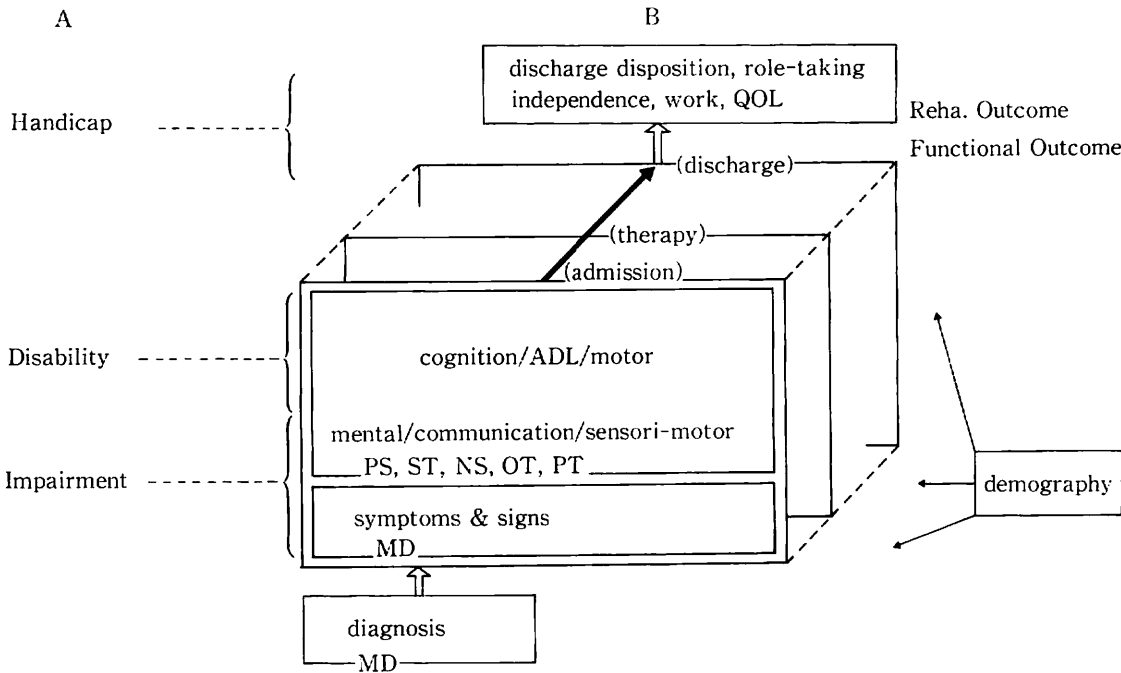 A
B
discharge disposition, role-taking
independence, work, QOL
Handicap
Reha. Outcome
Functional Outcome
(discharge)
(therapy)
(admission)
Disability
cognition/ADL/motor
mental/communication/sensori-motor
PS, ST, NS, OT, PT
Impairment
demography
symptoms & signs
MD
diagnosis
MD